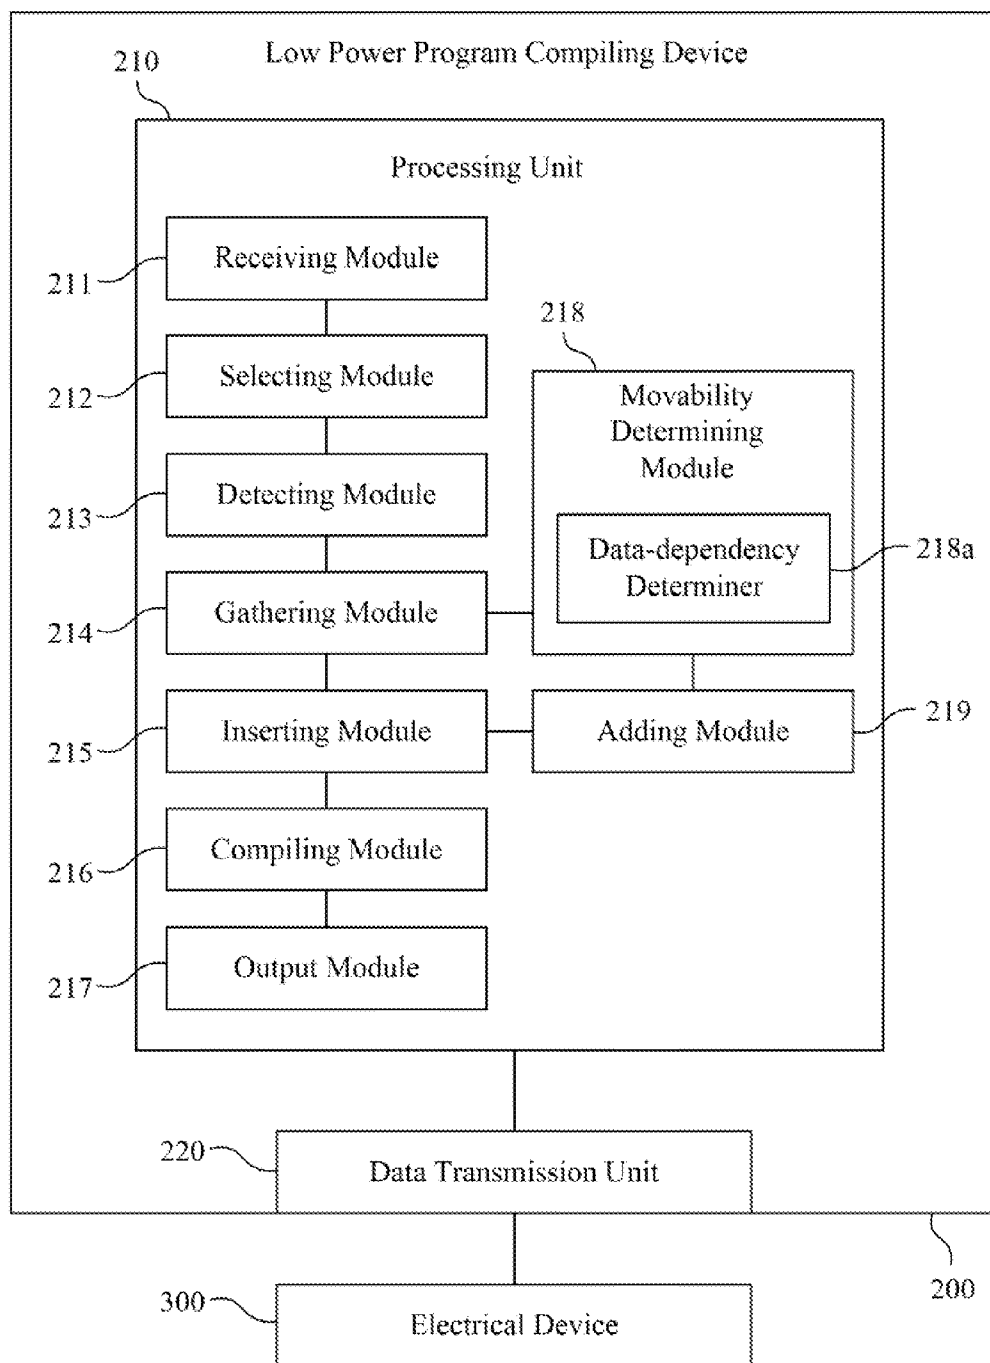 Low Power Program Compiling Device
210
Processing Unit
Receiving Module
211
Selecting Module
212
218
Movability
Determining
Module
Detecting Module
213
Data-dependency
Determiner
218a
Gathering Module
214
Inserting Module
215
Adding Module
219
Compiling Module
216
Output Module
217
220
Data Transmission Unit
200
300
Electrical Device